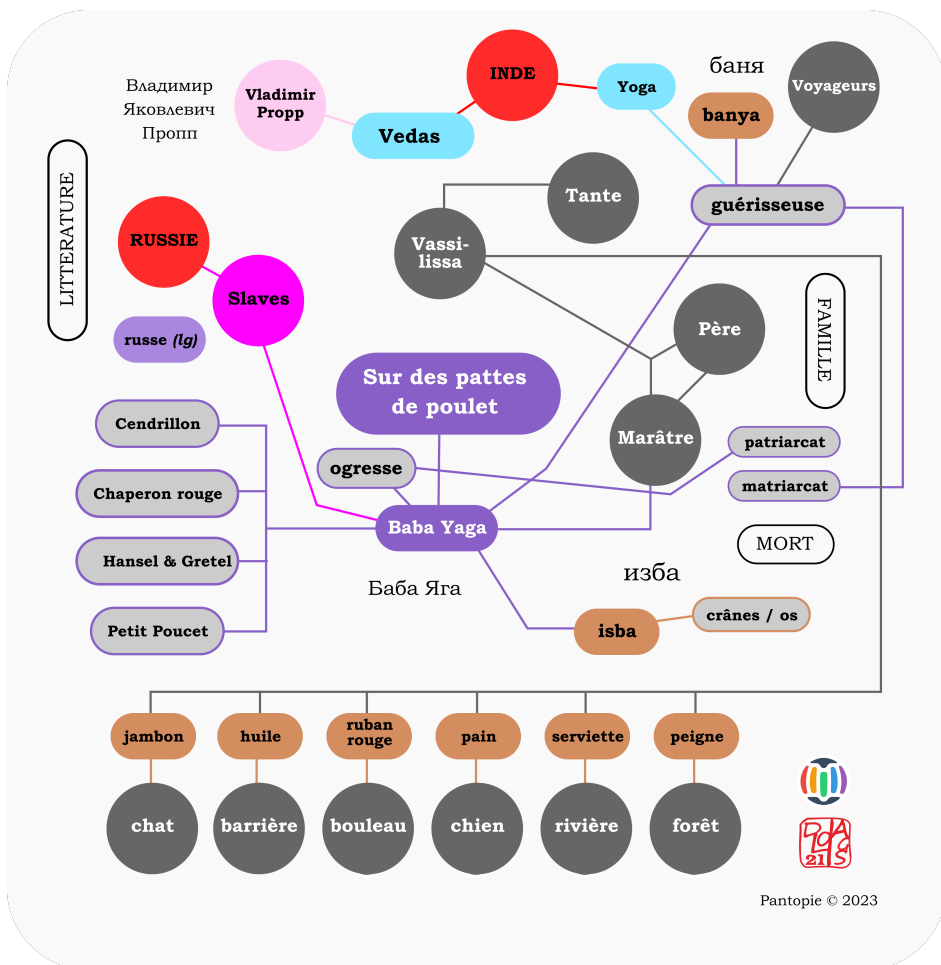 Владимир
Яковлевич
Пропп
Vladimir
Propp
Vedas
INDE
Yoga
баня
banya
Voyageurs
guérisseuse
Tante
Vassi-
lissa
LITTERATURE
RUSSIE
Slaves
russe (lg)
FAMILLE
Père
Marâtre
Sur des pattes
de poulet
Cendrillon
Chaperon rouge
Hansel & Gretel
Petit Poucet
ogresse
Baba Yaga
Баба Яга
patriarcat
matriarcat
MORT
изба
isba
crânes / os
jambon
huile
ruban
rouge
pain
serviette
peigne
chat
barrière
bouleau
chien
rivière
forêt
21
Pantopie © 2023